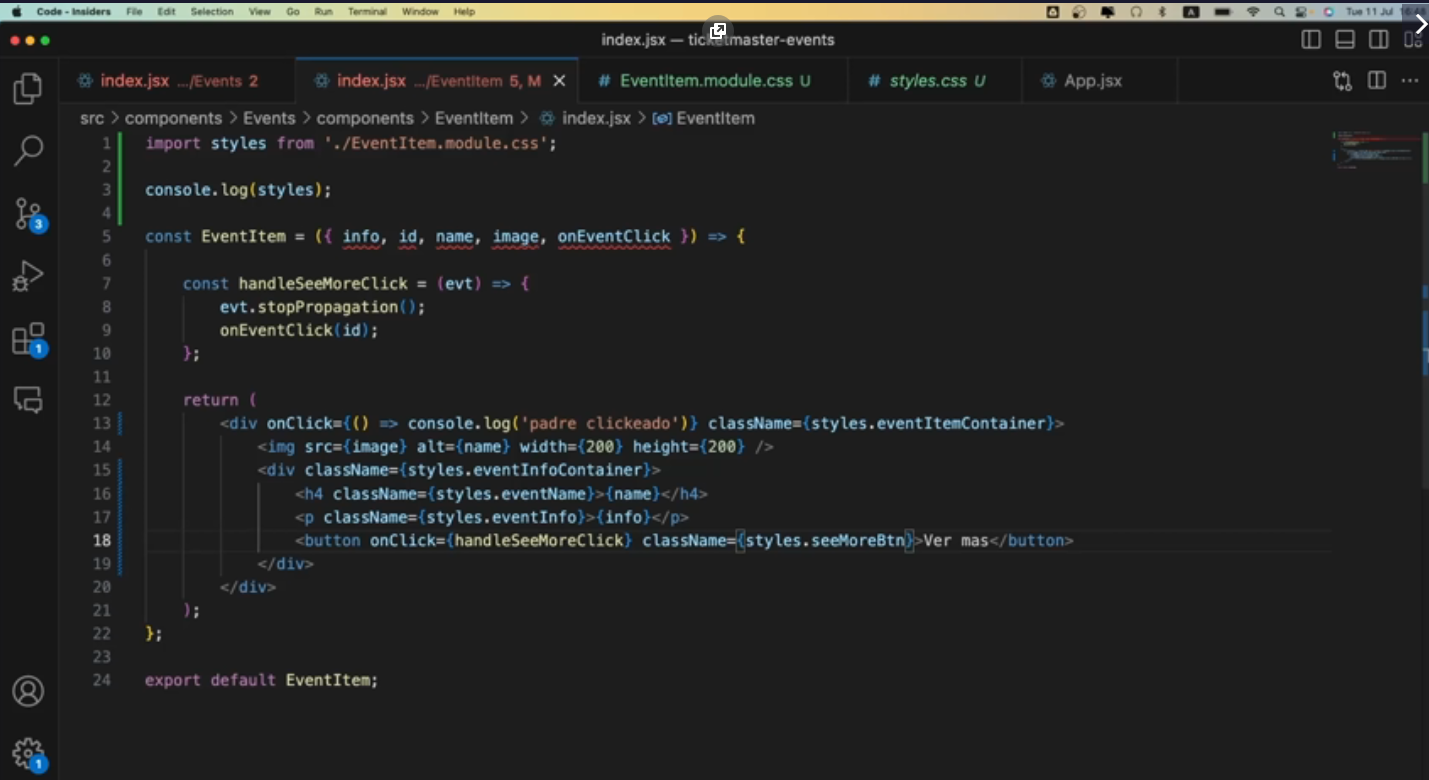 Code - Insiders File Edit Selection View Go Run Terminal Window Help A Tue 11 Jul
index.jsx — ticketmaster-events
index.jsx .../Events 2 index.jsx .../EventItem 5, M # EventItem.module.css U # styles.css U App.jsx
src > components > Events > components > EventItem > index.jsx > EventItem
1 import styles from './EventItem.module.css';
2
3 console.log(styles);
4
5 const EventItem = ({ info, id, name, image, onEventClick }) => {
6
7 const handleSeeMoreClick = (evt) => {
8 evt.stopPropagation();
9 onEventClick(id);
10 };
11
12 return (
13 <div onClick={() => console.log('padre clickeado')} className={styles.eventItemContainer}>
14 <img src={image} alt={name} width={200} height={200} />
15 <div className={styles.eventInfoContainer}>
16 <h4 className={styles.eventName}>{name}</h4>
17 <p className={styles.eventInfo}>{info}</p>
18 <button onClick={handleSeeMoreClick} className={styles.seeMoreBtn}>Ver mas</button>
19 </div>
20 </div>
21 );
22 };
23
24 export default EventItem;
3
1
1